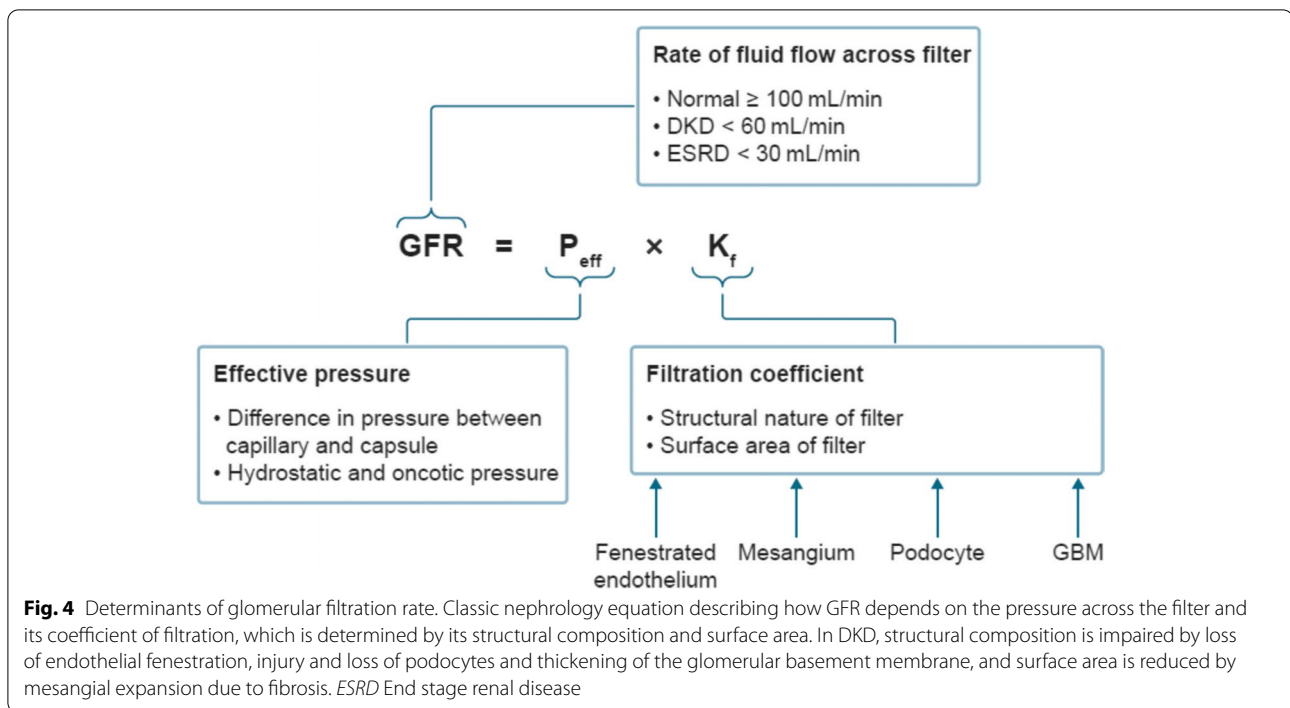 Rate of fluid flow across filter
• Normal ≥ 100 mL/min
• DKD < 60 mL/min
• ESRD < 30 mL/min
GFR = Peff × Kf
Effective pressure
• Difference in pressure between
capillary and capsule
• Hydrostatic and oncotic pressure
Filtration coefficient
• Structural nature of filter
• Surface area of filter
Fenestrated
endothelium
Mesangium
Podocyte
GBM
Fig. 4 Determinants of glomerular filtration rate. Classic nephrology equation describing how GFR depends on the pressure across the filter and
its coefficient of filtration, which is determined by its structural composition and surface area. In DKD, structural composition is impaired by loss
of endothelial fenestration, injury and loss of podocytes and thickening of the glomerular basement membrane, and surface area is reduced by
mesangial expansion due to fibrosis. ESRD End stage renal disease